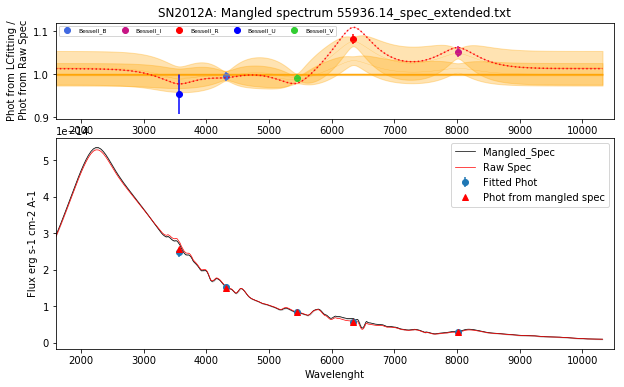 SN2012A: Mangled spectrum 55936.14_spec_extended.txt
Phot from LCfitting /
Phot from Raw Spec
1.1
1.0
0.9
Bessell_B
Bessell_I
Bessell_R
Bessell_U
Bessell_V
2000 3000 4000 5000 6000 7000 8000 9000 10000
1e−14
Flux erg s-1 cm-2 A-1
5
4
3
2
1
0
Mangled_Spec
Raw Spec
Fitted Phot
Phot from mangled spec
2000 3000 4000 5000 6000 7000 8000 9000 10000
Wavelenght